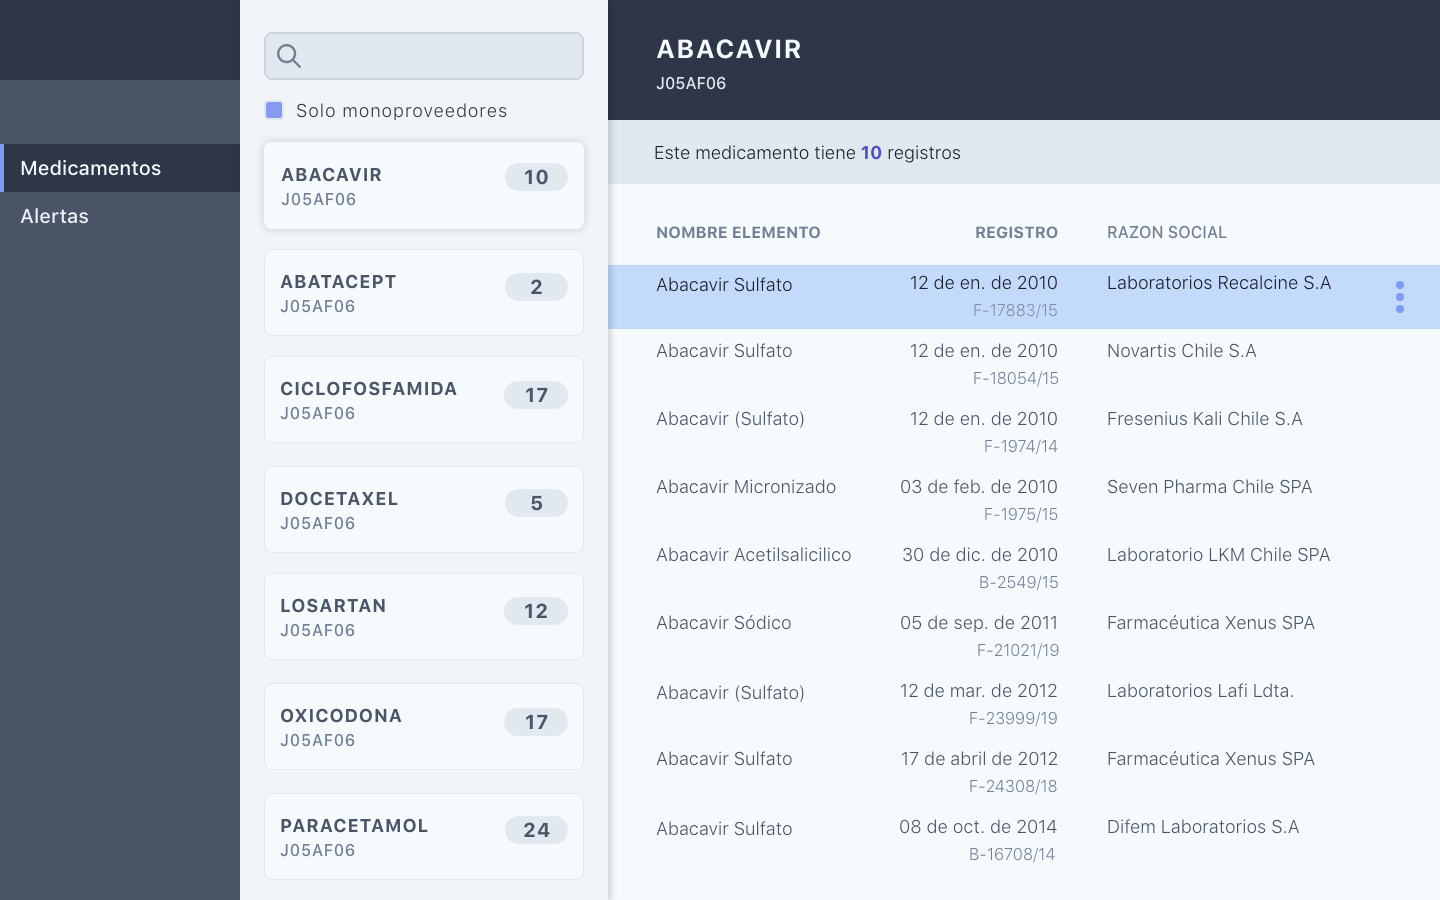 Medicamentos
Alertas
Solo monoproveedores
ABACAVIR 10
J05AF06
ABATACEPT 2
J05AF06
CICLOFOSFAMIDA 17
J05AF06
DOCETAXEL 5
J05AF06
LOSARTAN 12
J05AF06
OXICODONA 17
J05AF06
PARACETAMOL 24
J05AF06
ABACAVIR
J05AF06
Este medicamento tiene 10 registros
NOMBRE ELEMENTO REGISTRO RAZON SOCIAL
Abacavir Sulfato 12 de en. de 2010 Laboratorios Recalcine S.A
F-17883/15
Abacavir Sulfato 12 de en. de 2010 Novartis Chile S.A
F-18054/15
Abacavir (Sulfato) 12 de en. de 2010 Fresenius Kali Chile S.A
F-1974/14
Abacavir Micronizado 03 de feb. de 2010 Seven Pharma Chile SPA
F-1975/15
Abacavir Acetilsalicilico 30 de dic. de 2010 Laboratorio LKM Chile SPA
B-2549/15
Abacavir Sódico 05 de sep. de 2011 Farmacéutica Xenus SPA
F-21021/19
Abacavir (Sulfato) 12 de mar. de 2012 Laboratorios Lafi Ldta.
F-23999/19
Abacavir Sulfato 17 de abril de 2012 Farmacéutica Xenus SPA
F-24308/18
Abacavir Sulfato 08 de oct. de 2014 Difem Laboratorios S.A
B-16708/14